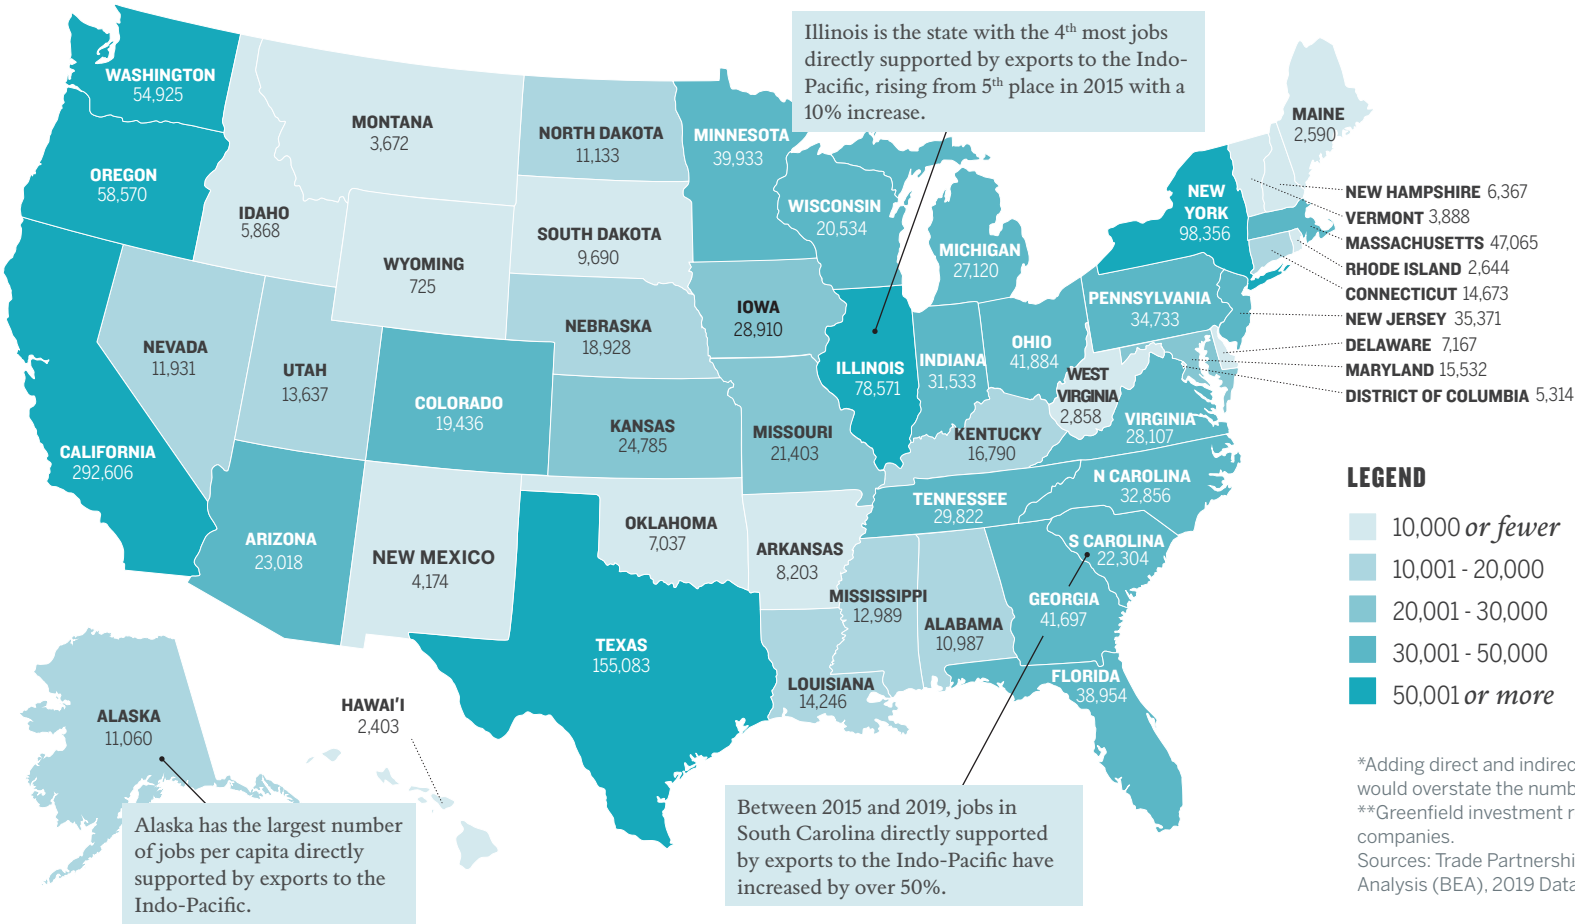 Illinois is the state with the 4th most jobs
directly supported by exports to the Indo-
Pacific, rising from 5th place in 2015 with a
10% increase.
WASHINGTON
54,925
OREGON
58,570
CALIFORNIA
292,606
IDAHO
5,868
MONTANA
3,672
WYOMING
725
NEVADA
11,931
UTAH
13,637
COLORADO
19,436
ARIZONA
23,018
NEW MEXICO
4,174
NORTH DAKOTA
11,133
SOUTH DAKOTA
9,690
NEBRASKA
18,928
KANSAS
24,785
OKLAHOMA
7,037
TEXAS
155,083
MINNESOTA
39,933
IOWA
28,910
MISSOURI
21,403
ARKANSAS
8,203
LOUISIANA
14,246
WISCONSIN
20,534
ILLINOIS
78,571
MICHIGAN
27,120
INDIANA
31,533
OHIO
41,884
KENTUCKY
16,790
TENNESSEE
29,822
MISSISSIPPI
12,989
ALABAMA
10,987
GEORGIA
41,697
FLORIDA
38,954
S CAROLINA
22,304
N CAROLINA
32,856
VIRGINIA
28,107
WEST
VIRGINIA
2,858
PENNSYLVANIA
34,733
NEW
YORK
98,356
MAINE
2,590
NEW HAMPSHIRE 6,367
VERMONT 3,888
MASSACHUSETTS 47,065
RHODE ISLAND 2,644
CONNECTICUT 14,673
NEW JERSEY 35,371
DELAWARE 7,167
MARYLAND 15,532
DISTRICT OF COLUMBIA 5,314
ALASKA
11,060
HAWAI'I
2,403
Alaska has the largest number
of jobs per capita directly
supported by exports to the
Indo-Pacific.
Between 2015 and 2019, jobs in
South Carolina directly supported
by exports to the Indo-Pacific have
increased by over 50%.
LEGEND
10,000 or fewer
10,001 - 20,000
20,001 - 30,000
30,001 - 50,000
50,001 or more
*Adding direct and indirec
would overstate the numb
**Greenfield investment r
companies.
Sources: Trade Partnershi
Analysis (BEA), 2019 Data